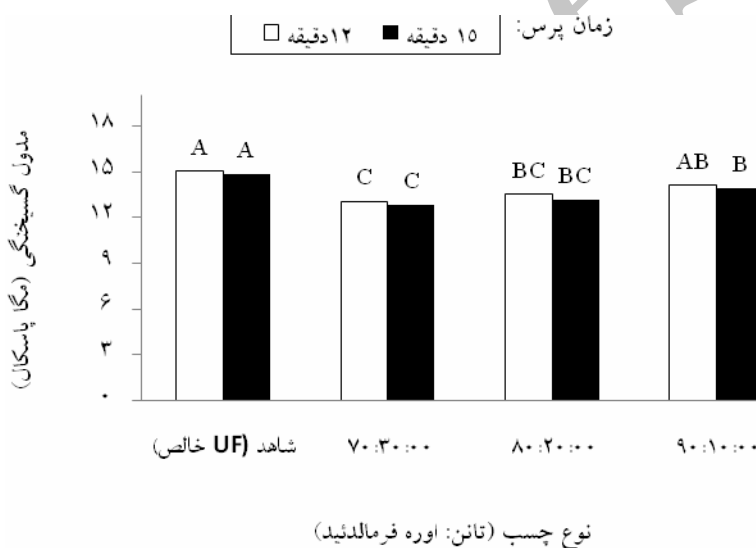 زمان پرس: ۱۵ دقیقه ۱۲دقیقه
مدول گسیختگی (مگا پاسکال)
۱۸
۱۵
۱۲
۹
۶
۳
۰
A A
C C
BC BC
AB B
شاهد (UF خالص) ۷۰:۳۰:۰۰ ۸۰:۲۰:۰۰ ۹۰:۱۰:۰۰
نوع چسب (تانن: اوره فرمالدئید)